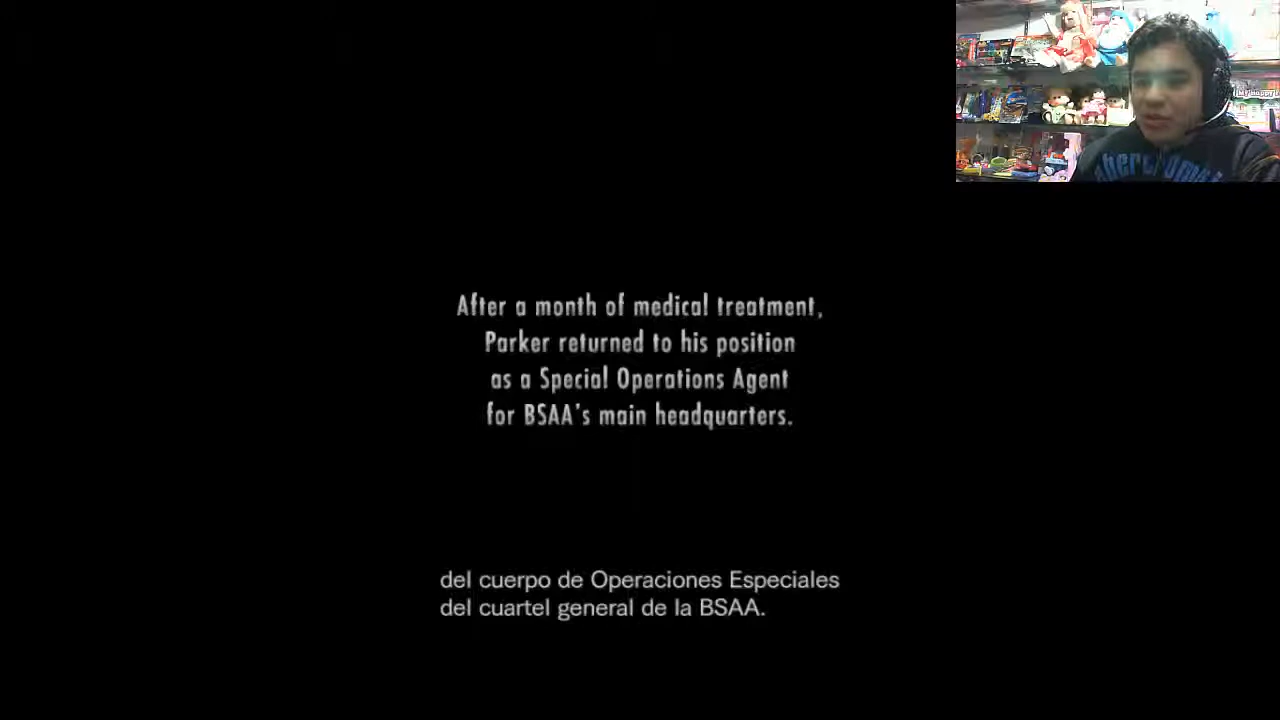 After a month of medical treatment,
Parker returned to his position
as a Special Operations Agent
for BSAA's main headquarters.
del cuerpo de Operaciones Especiales
del cuartel general de la BSAA.